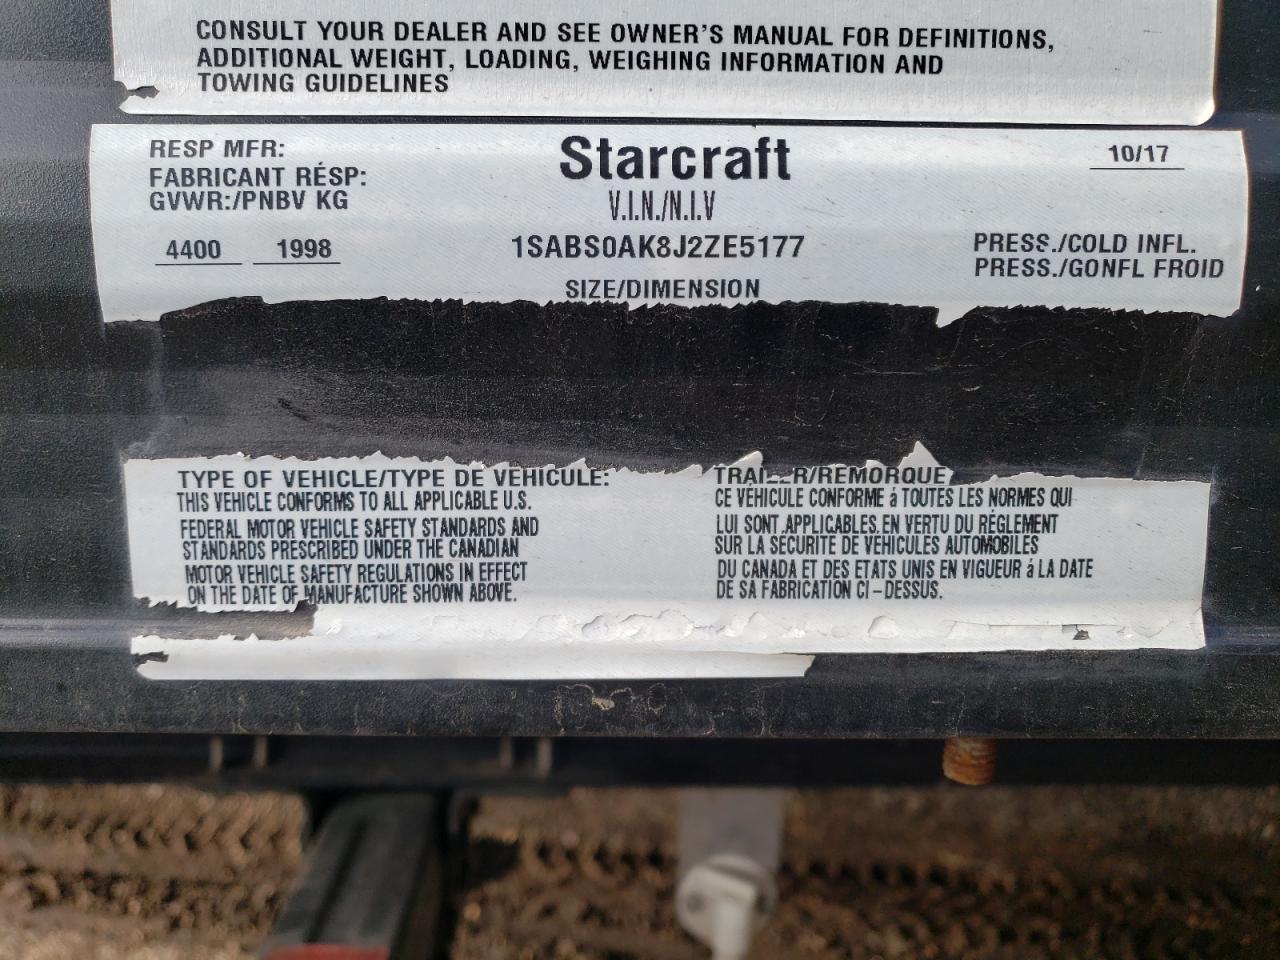 CONSULT YOUR DEALER AND SEE OWNER'S MANUAL FOR DEFINITIONS,
ADDITIONAL WEIGHT, LOADING, WEIGHING INFORMATION AND
TOWING GUIDELINES
RESP MFR:
FABRICANT RÉSP:
GVWR:/PNBV KG
Starcraft
10/17
V.I.N./N.I.V
4400 1998
1SABS0AK8J2ZE5177
PRESS./COLD INFL.
PRESS./GONFL FROID
SIZE/DIMENSION
TYPE OF VEHICLE/TYPE DE VEHICULE:
THIS VEHICLE CONFORMS TO ALL APPLICABLE U.S.
FEDERAL MOTOR VEHICLE SAFETY STANDARDS AND
STANDARDS PRESCRIBED UNDER THE CANADIAN
MOTOR VEHICLE SAFETY REGULATIONS IN EFFECT
ON THE DATE OF MANUFACTURE SHOWN ABOVE.
TRAILER/REMORQUE
CE VÉHICULE CONFORME à TOUTES LES NORMES QUI
LUI SONT APPLICABLES EN VERTU DU RÉGLEMENT
SUR LA SECURITE DE VEHICULES AUTOMOBILES
DU CANADA ET DES ETATS UNIS EN VIGUEUR à LA DATE
DE SA FABRICATION CI-DESSUS.